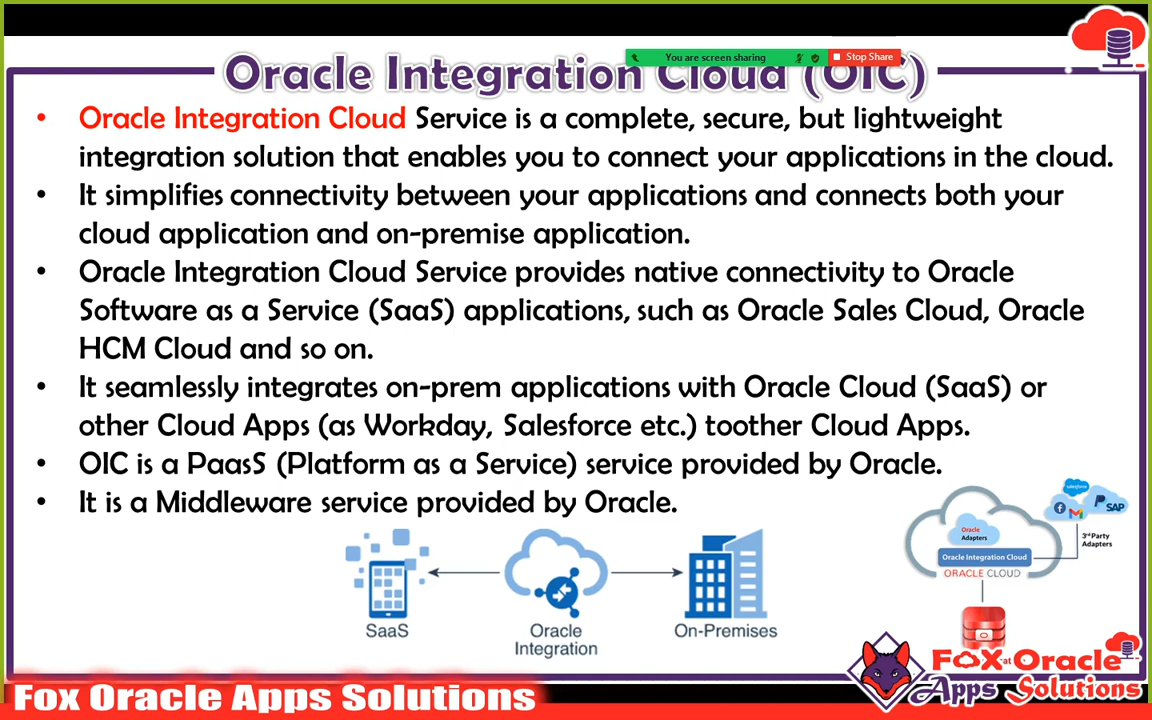 You are screen sharing
Stop Share
Oracle Integration Cloud (OIC)
• Oracle Integration Cloud Service is a complete, secure, but lightweight
integration solution that enables you to connect your applications in the cloud.
• It simplifies connectivity between your applications and connects both your
cloud application and on-premise application.
• Oracle Integration Cloud Service provides native connectivity to Oracle
Software as a Service (SaaS) applications, such as Oracle Sales Cloud, Oracle
HCM Cloud and so on.
• It seamlessly integrates on-prem applications with Oracle Cloud (SaaS) or
other Cloud Apps (as Workday, Salesforce etc.) toother Cloud Apps.
• OIC is a PaasS (Platform as a Service) service provided by Oracle.
• It is a Middleware service provided by Oracle.
SaaS
Oracle
Integration
On-Premises
salesforce
SAP
Oracle
Adapters
3rd Party
Adapters
Oracle Integration Cloud
ORACLE CLOUD
Fox Oracle
Apps Solutions
Fox Oracle Apps Solutions